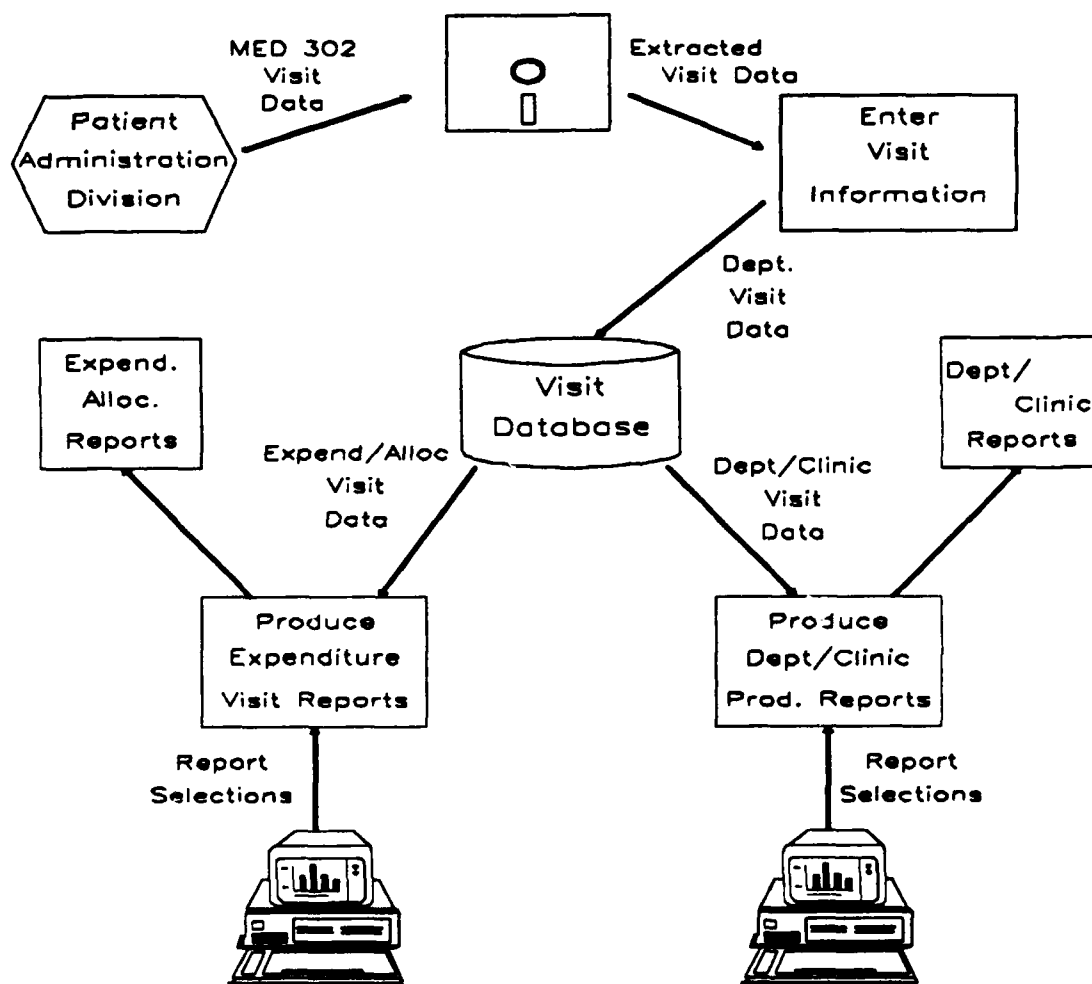 MED 302
Visit
Data
Extracted
Visit Data
Patient
Administration
Division
Enter
Visit
Information
Dept.
Visit
Data
Expend.
Alloc.
Reports
Visit
Database
Dept/
Clinic
Reports
Expend/Alloc
Visit
Data
Dept/Clinic
Visit
Data
Produce
Expenditure
Visit Reports
Produce
Dept/Clinic
Prod. Reports
Report
Selections
Report
Selections